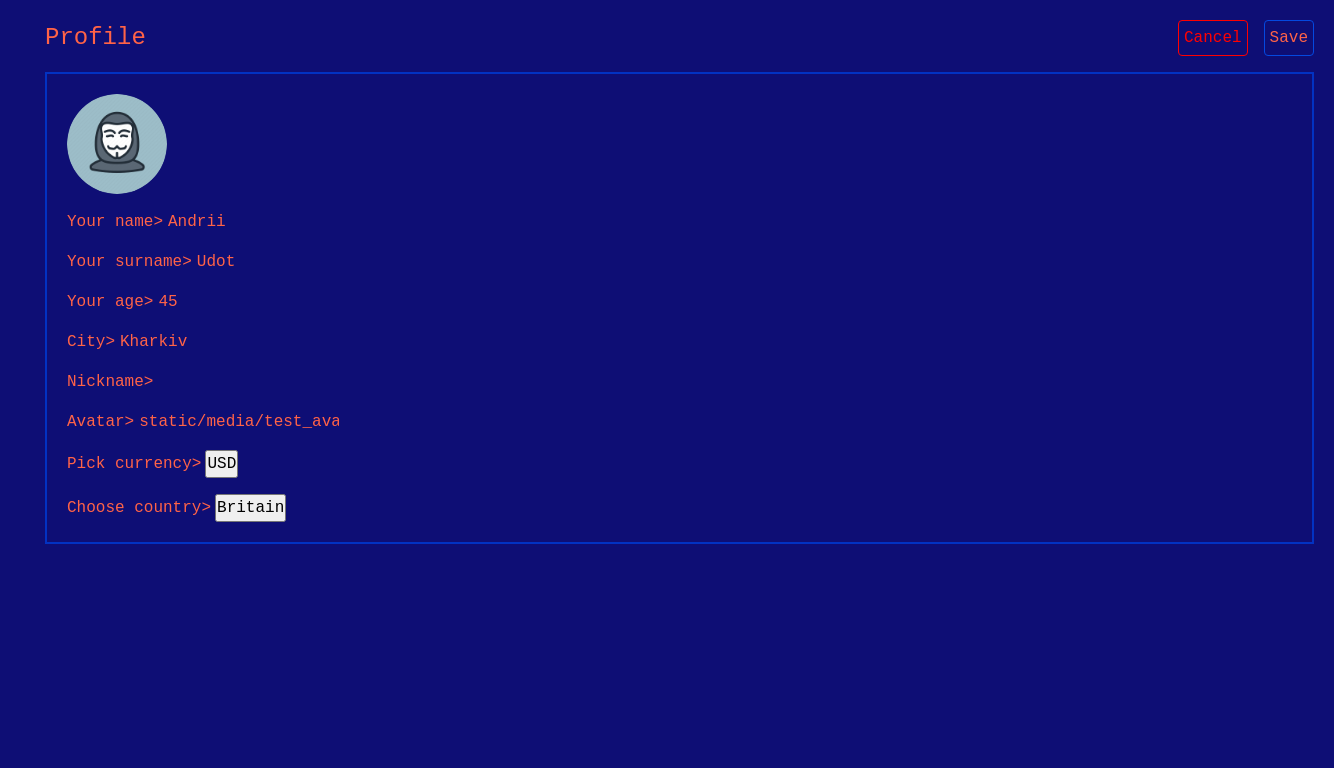 Profile
Cancel Save
Your name> Andrii
Your surname> Udot
Your age> 45
City> Kharkiv
Nickname>
Avatar> static/media/test_ava
Pick currency> USD
Choose country> Britain